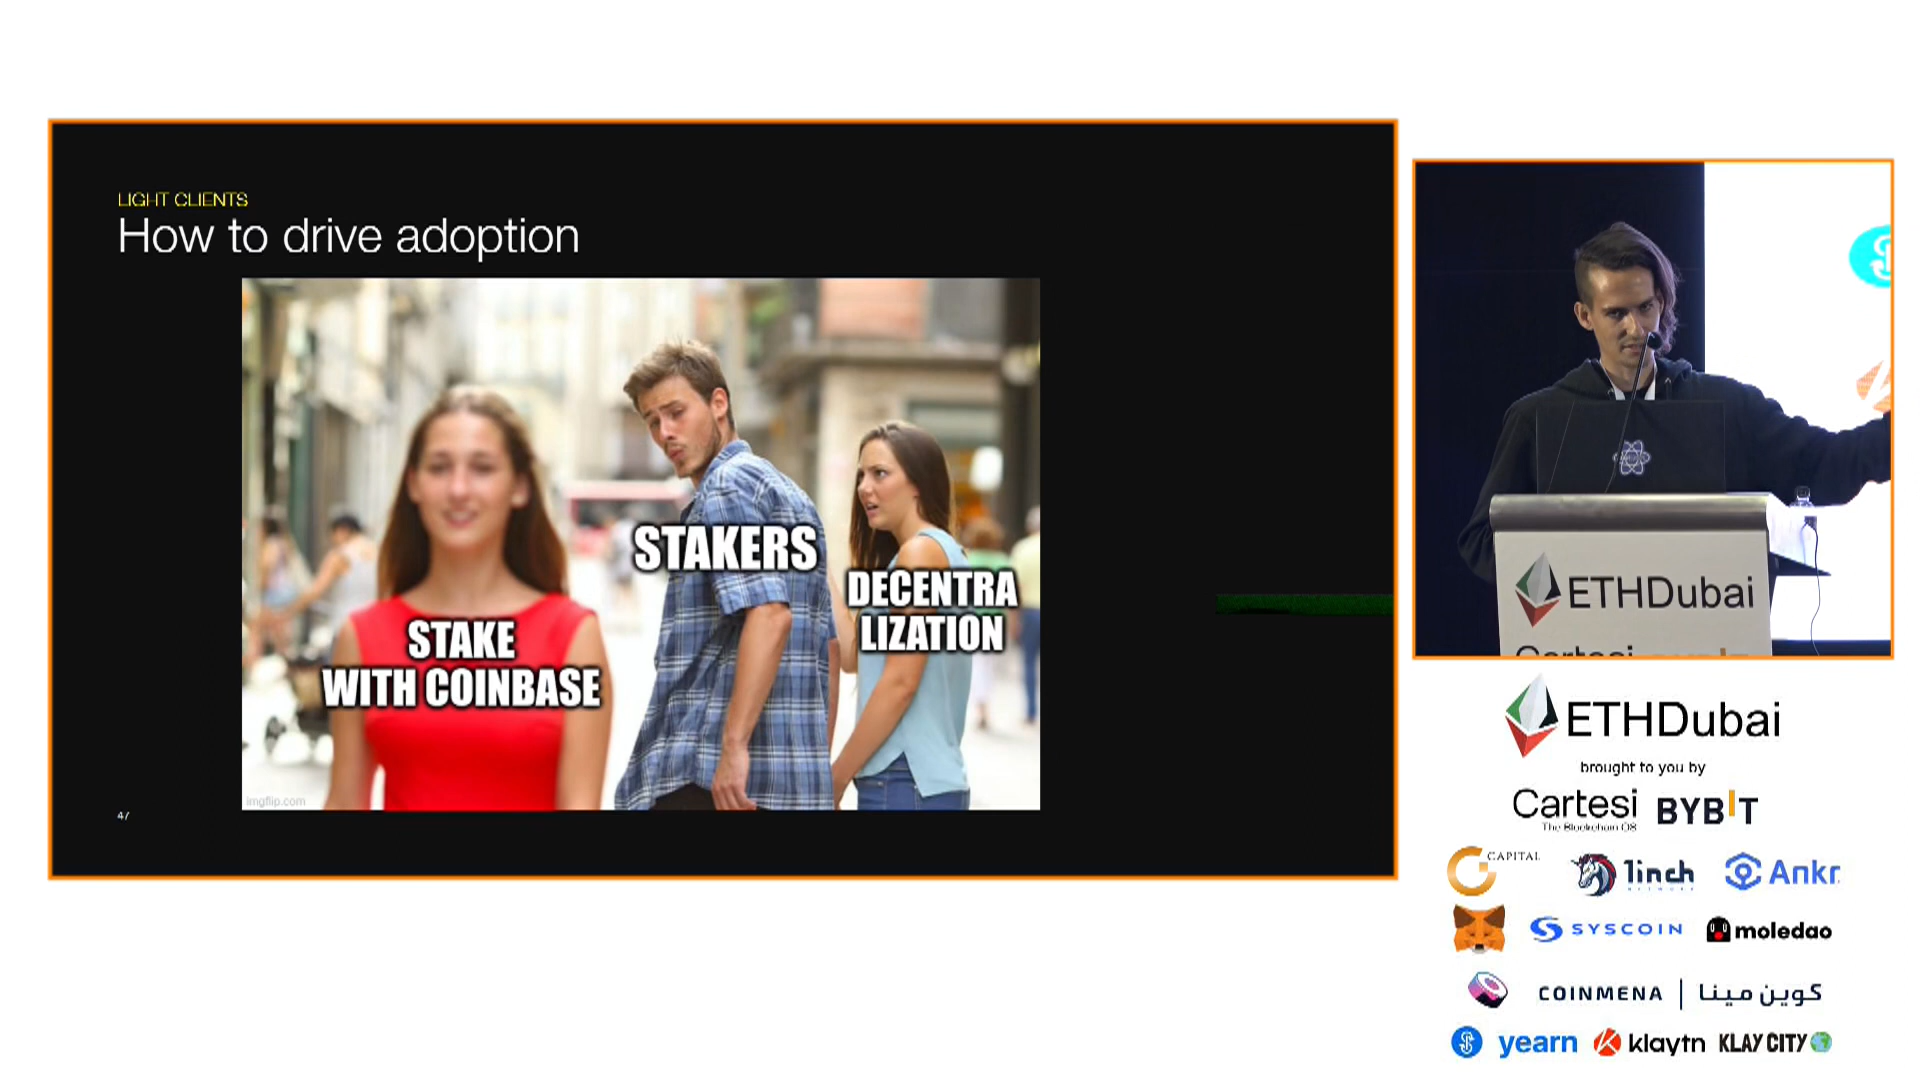 LIGHT CLIENTS
How to drive adoption
STAKERS
DECENTRA
LIZATION
STAKE
WITH COINBASE
imgflip.com
47
ETHDubai
ETHDubai
brought to you by
Cartesi
The Blockchain OS
BYBIT
CAPITAL
1inch
NETWORK
Ankr
SYSCOIN
moledao
COINMENA | كوين مينا
yearn
klaytn
KLAY CITY